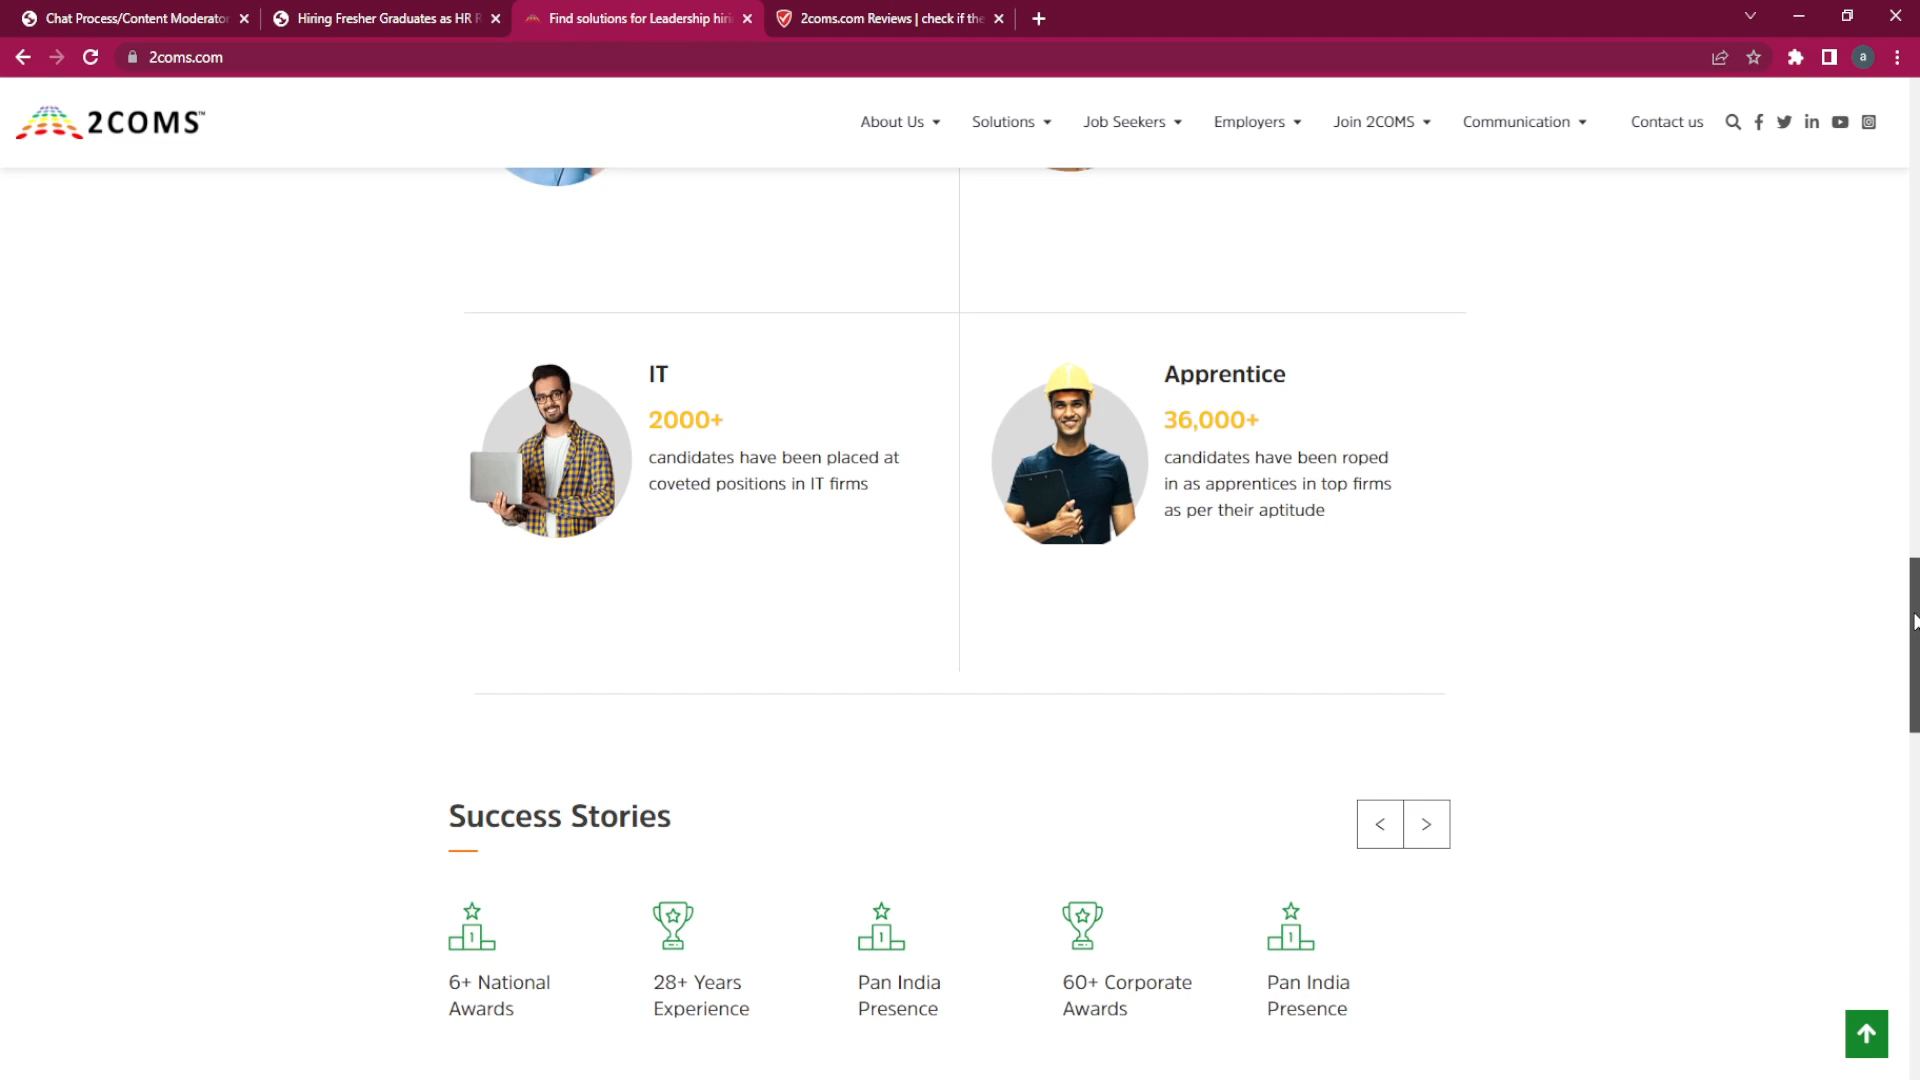 Chat Process/Content Moderator
Hiring Fresher Graduates as HR R
Find solutions for Leadership hiri
2coms.com Reviews | check if the
2coms.com
a
2COMS™
About Us
Solutions
Job Seekers
Employers
Join 2COMS
Communication
Contact us
IT
2000+
candidates have been placed at
coveted positions in IT firms
Apprentice
36,000+
candidates have been roped
in as apprentices in top firms
as per their aptitude
Success Stories
< >
1
1
1
6+ National
Awards
28+ Years
Experience
Pan India
Presence
60+ Corporate
Awards
Pan India
Presence